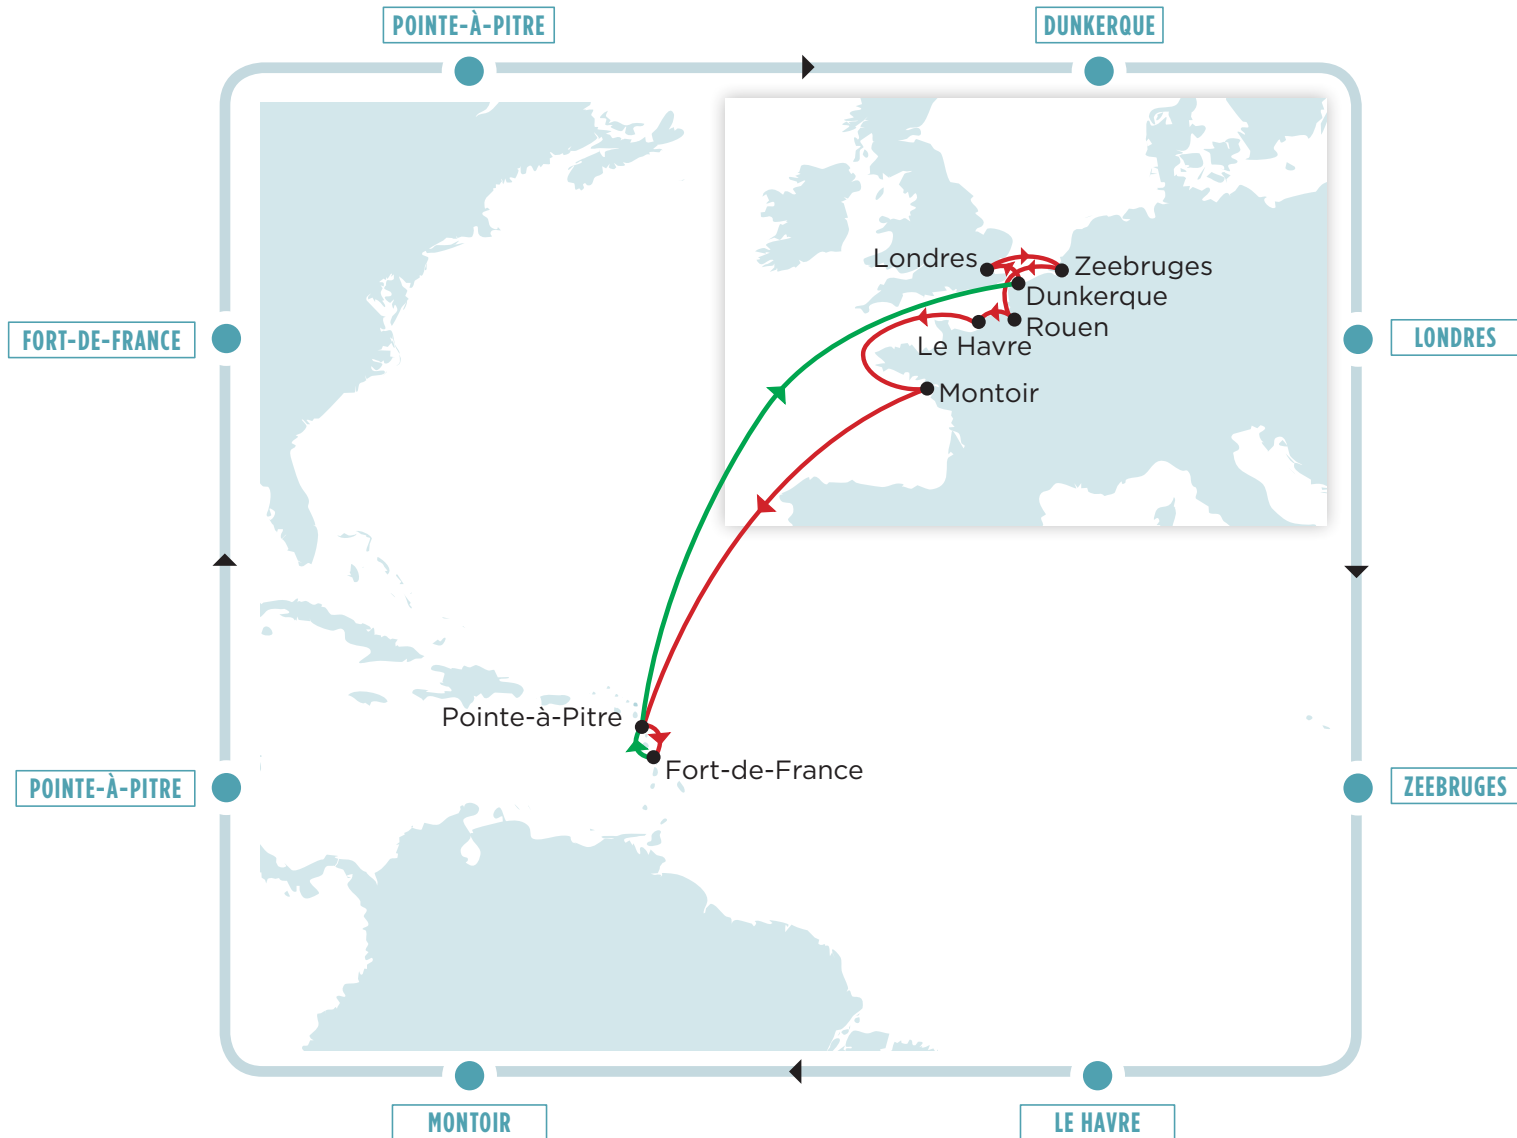 POINTE-À-PITRE
DUNKERQUE
Londres
Zeebruges
Dunkerque
Rouen
Le Havre
Montoir
FORT-DE-FRANCE
LONDRES
Pointe-à-Pitre
Fort-de-France
POINTE-À-PITRE
ZEEBRUGES
MONTOIR
LE HAVRE